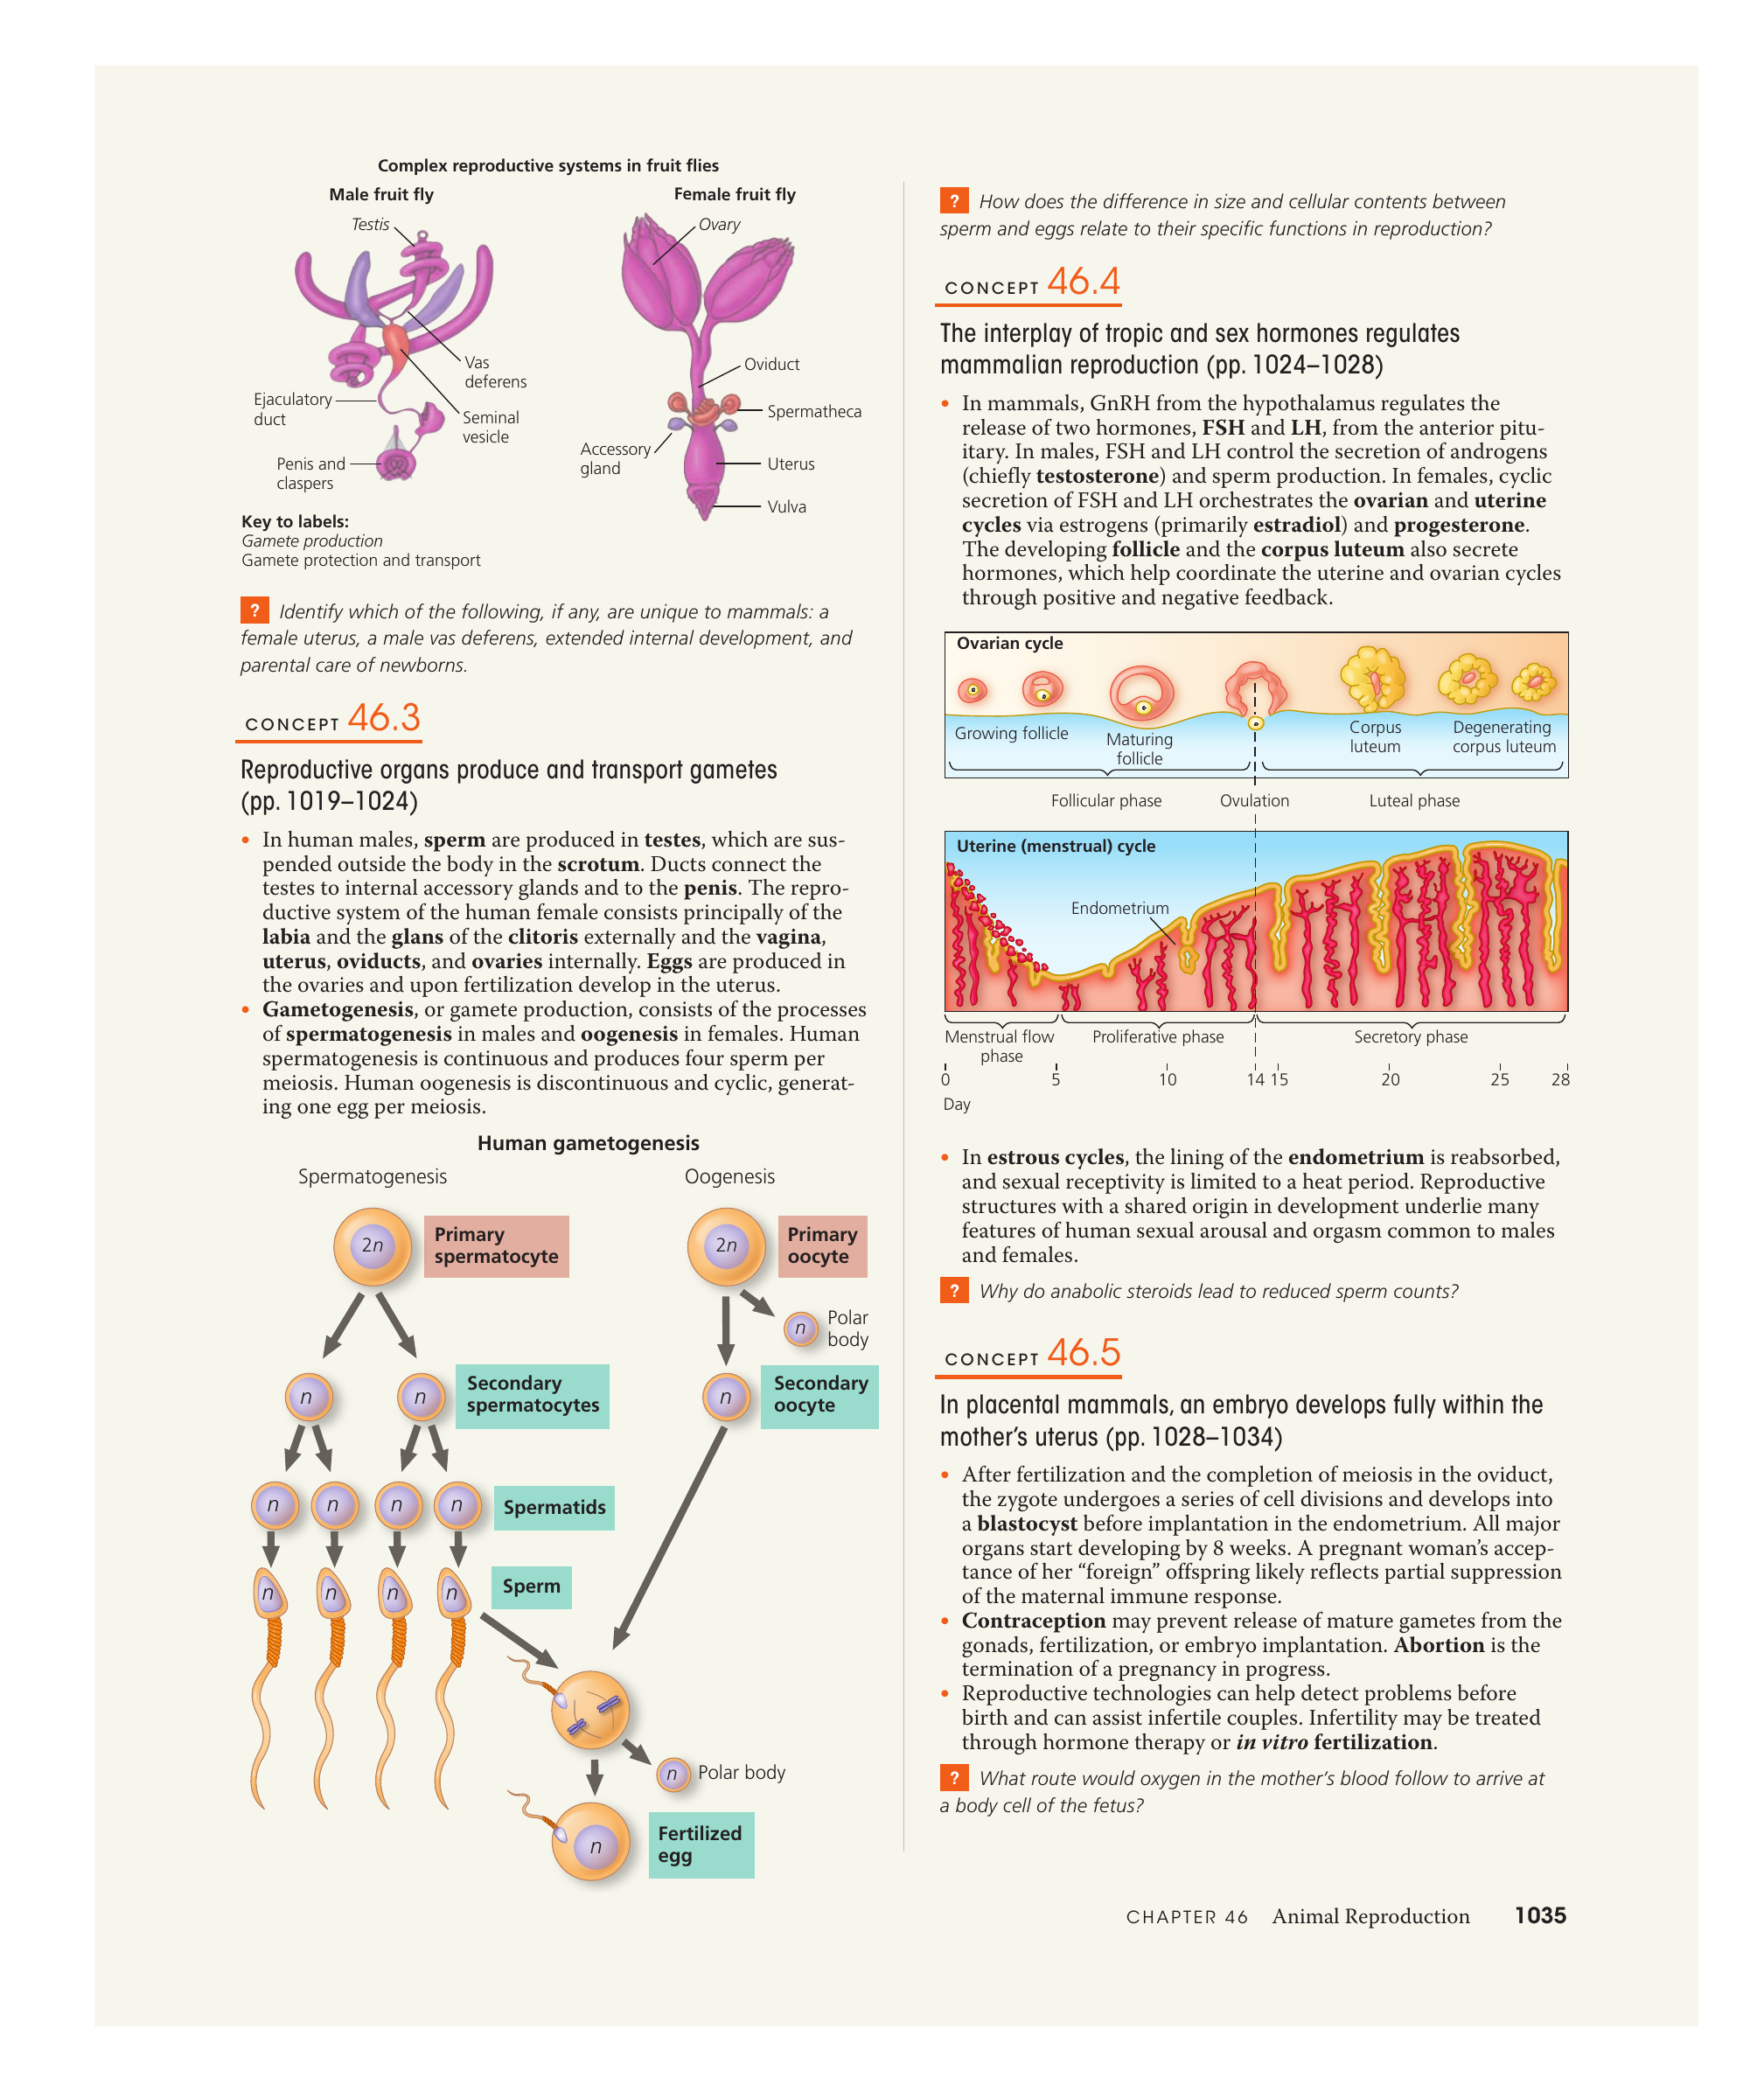 Complex reproductive systems in fruit flies
Male fruit fly
Female fruit fly
Testis
Ovary
Vas
deferens
Oviduct
Ejaculatory
duct
Seminal
vesicle
Spermatheca
Accessory
gland
Penis and
claspers
Uterus
Vulva
Key to labels:
Gamete production
Gamete protection and transport
? Identify which of the following, if any, are unique to mammals: a
female uterus, a male vas deferens, extended internal development, and
parental care of newborns.
CONCEPT 46.3
Reproductive organs produce and transport gametes
(pp. 1019–1024)
• In human males, sperm are produced in testes, which are sus-
pended outside the body in the scrotum. Ducts connect the
testes to internal accessory glands and to the penis. The repro-
ductive system of the human female consists principally of the
labia and the glans of the clitoris externally and the vagina,
uterus, oviducts, and ovaries internally. Eggs are produced in
the ovaries and upon fertilization develop in the uterus.
• Gametogenesis, or gamete production, consists of the processes
of spermatogenesis in males and oogenesis in females. Human
spermatogenesis is continuous and produces four sperm per
meiosis. Human oogenesis is discontinuous and cyclic, generat-
ing one egg per meiosis.
Human gametogenesis
Spermatogenesis
Oogenesis
2n
Primary
spermatocyte
2n
Primary
oocyte
n
Polar
body
n
n
Secondary
spermatocytes
n
Secondary
oocyte
n
n
n
n
Spermatids
n
n
n
n
Sperm
n
Polar body
n
Fertilized
egg
? How does the difference in size and cellular contents between
sperm and eggs relate to their specific functions in reproduction?
CONCEPT 46.4
The interplay of tropic and sex hormones regulates
mammalian reproduction (pp. 1024–1028)
• In mammals, GnRH from the hypothalamus regulates the
release of two hormones, FSH and LH, from the anterior pitu-
itary. In males, FSH and LH control the secretion of androgens
(chiefly testosterone) and sperm production. In females, cyclic
secretion of FSH and LH orchestrates the ovarian and uterine
cycles via estrogens (primarily estradiol) and progesterone.
The developing follicle and the corpus luteum also secrete
hormones, which help coordinate the uterine and ovarian cycles
through positive and negative feedback.
Ovarian cycle
Growing follicle
Maturing
follicle
Corpus
luteum
Degenerating
corpus luteum
Follicular phase
Ovulation
Luteal phase
Uterine (menstrual) cycle
Endometrium
Menstrual flow
phase
Proliferative phase
Secretory phase
0 5 10 14 15 20 25 28
Day
• In estrous cycles, the lining of the endometrium is reabsorbed,
and sexual receptivity is limited to a heat period. Reproductive
structures with a shared origin in development underlie many
features of human sexual arousal and orgasm common to males
and females.
? Why do anabolic steroids lead to reduced sperm counts?
CONCEPT 46.5
In placental mammals, an embryo develops fully within the
mother’s uterus (pp. 1028–1034)
• After fertilization and the completion of meiosis in the oviduct,
the zygote undergoes a series of cell divisions and develops into
a blastocyst before implantation in the endometrium. All major
organs start developing by 8 weeks. A pregnant woman’s accep-
tance of her “foreign” offspring likely reflects partial suppression
of the maternal immune response.
• Contraception may prevent release of mature gametes from the
gonads, fertilization, or embryo implantation. Abortion is the
termination of a pregnancy in progress.
• Reproductive technologies can help detect problems before
birth and can assist infertile couples. Infertility may be treated
through hormone therapy or in vitro fertilization.
? What route would oxygen in the mother’s blood follow to arrive at
a body cell of the fetus?
CHAPTER 46 Animal Reproduction 1035